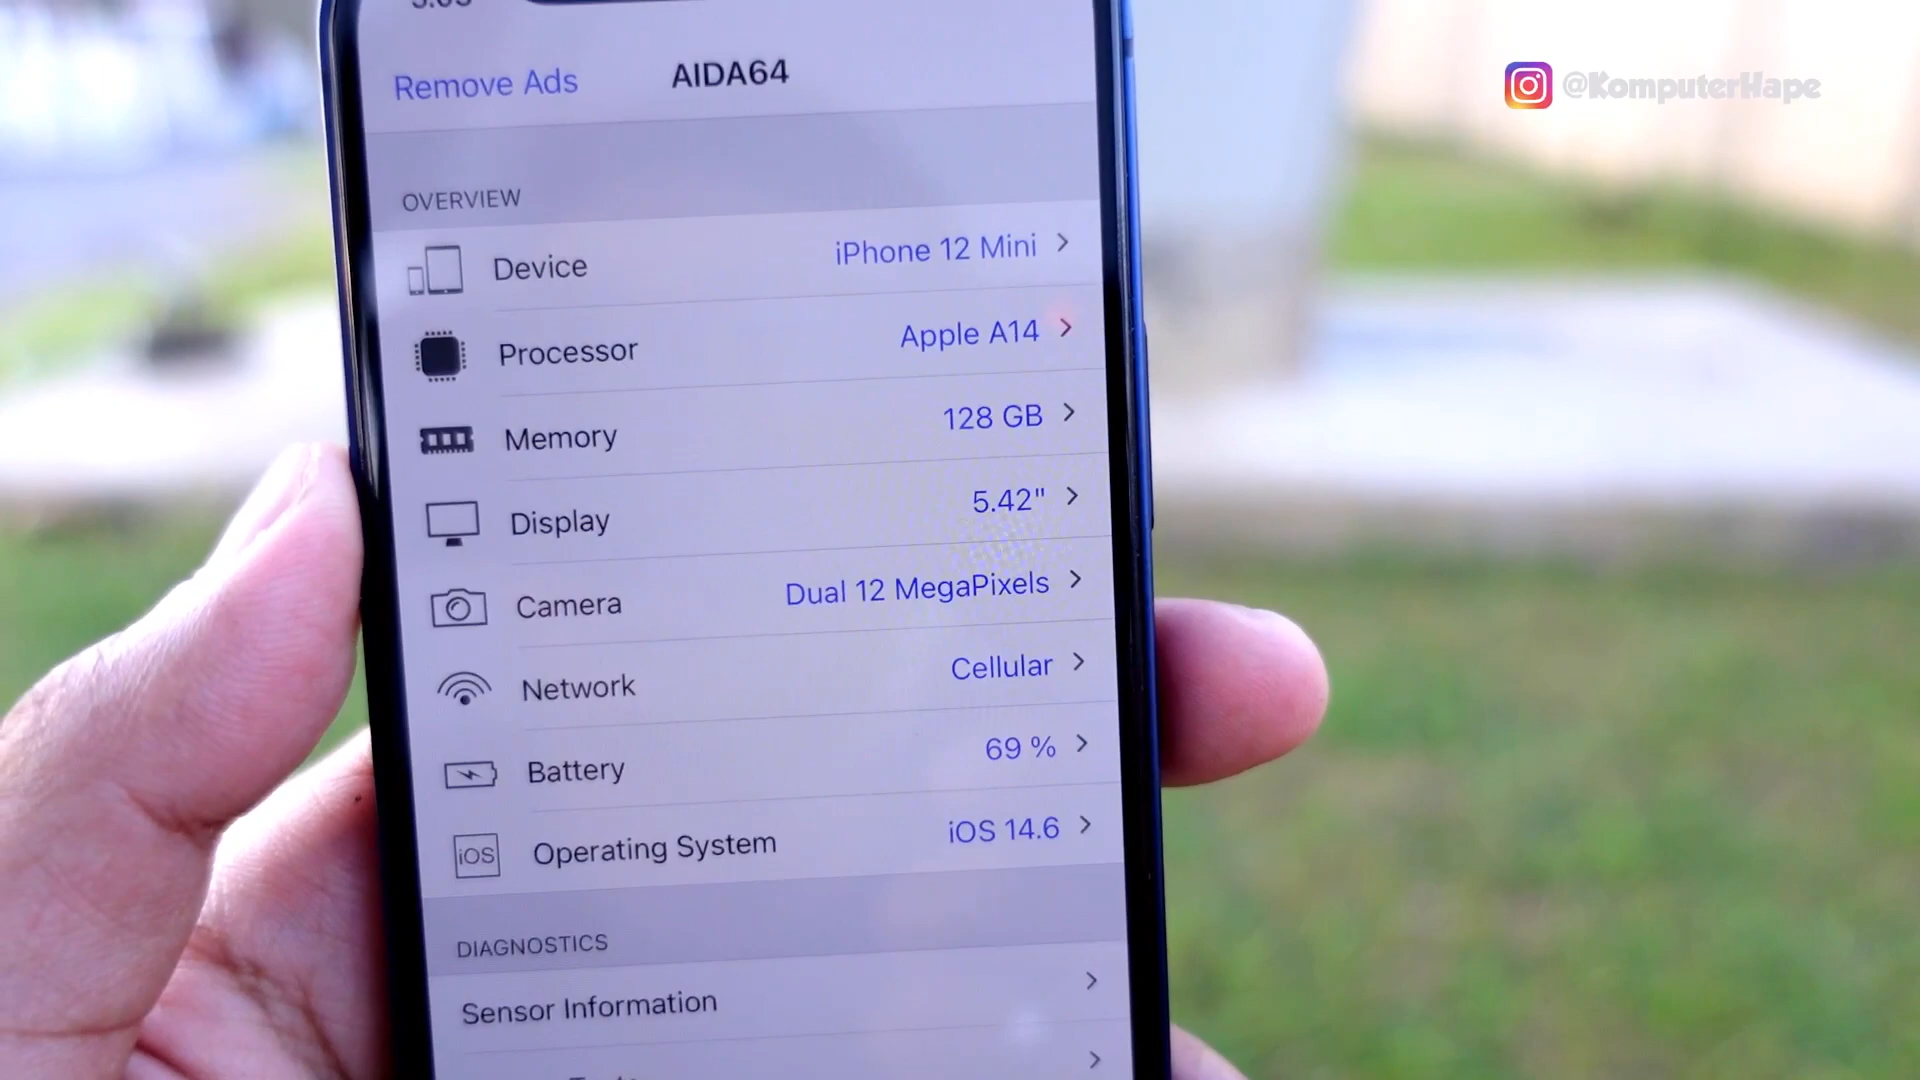 Remove Ads
AIDA64
@KomputerHape
OVERVIEW
Device
iPhone 12 Mini
Processor
Apple A14
Memory
128 GB
Display
5.42"
Camera
Dual 12 MegaPixels
Network
Cellular
Battery
69 %
iOS
Operating System
iOS 14.6
DIAGNOSTICS
Sensor Information